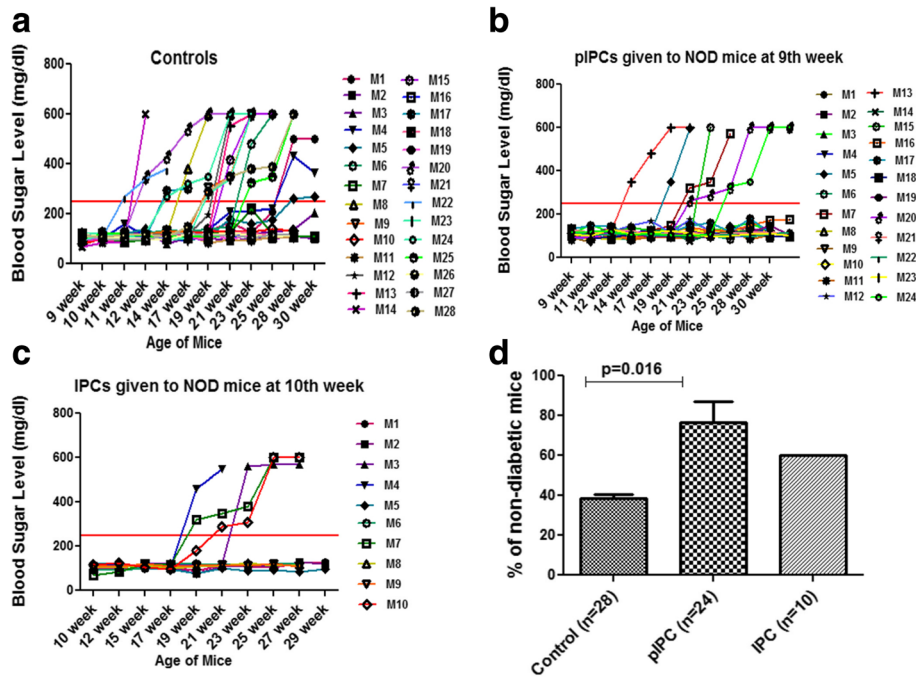 a
Controls
Blood Sugar Level (mg/dl)
800
600
400
200
0
9 week
10 week
11 week
12 week
14 week
17 week
19 week
21 week
23 week
25 week
28 week
30 week
Age of Mice
M1
M2
M3
M4
M5
M6
M7
M8
M9
M10
M11
M12
M13
M14
M15
M16
M17
M18
M19
M20
M21
M22
M23
M24
M25
M26
M27
M28
b
pIPCs given to NOD mice at 9th week
Blood Sugar Level (mg/dl)
800
600
400
200
0
9 week
11 week
12 week
14 week
17 week
19 week
21 week
23 week
25 week
28 week
30 week
Age of Mice
M1
M2
M3
M4
M5
M6
M7
M8
M9
M10
M11
M12
M13
M14
M15
M16
M17
M18
M19
M20
M21
M22
M23
M24
c
IPCs given to NOD mice at 10th week
Blood Sugar Level (mg/dl)
800
600
400
200
0
10 week
12 week
15 week
17 week
19 week
21 week
23 week
25 week
27 week
29 week
Age of Mice
M1
M2
M3
M4
M5
M6
M7
M8
M9
M10
d
p=0.016
% of non-diabetic mice
100
80
60
40
20
0
Control (n=28)
pIPC (n=24)
IPC (n=10)